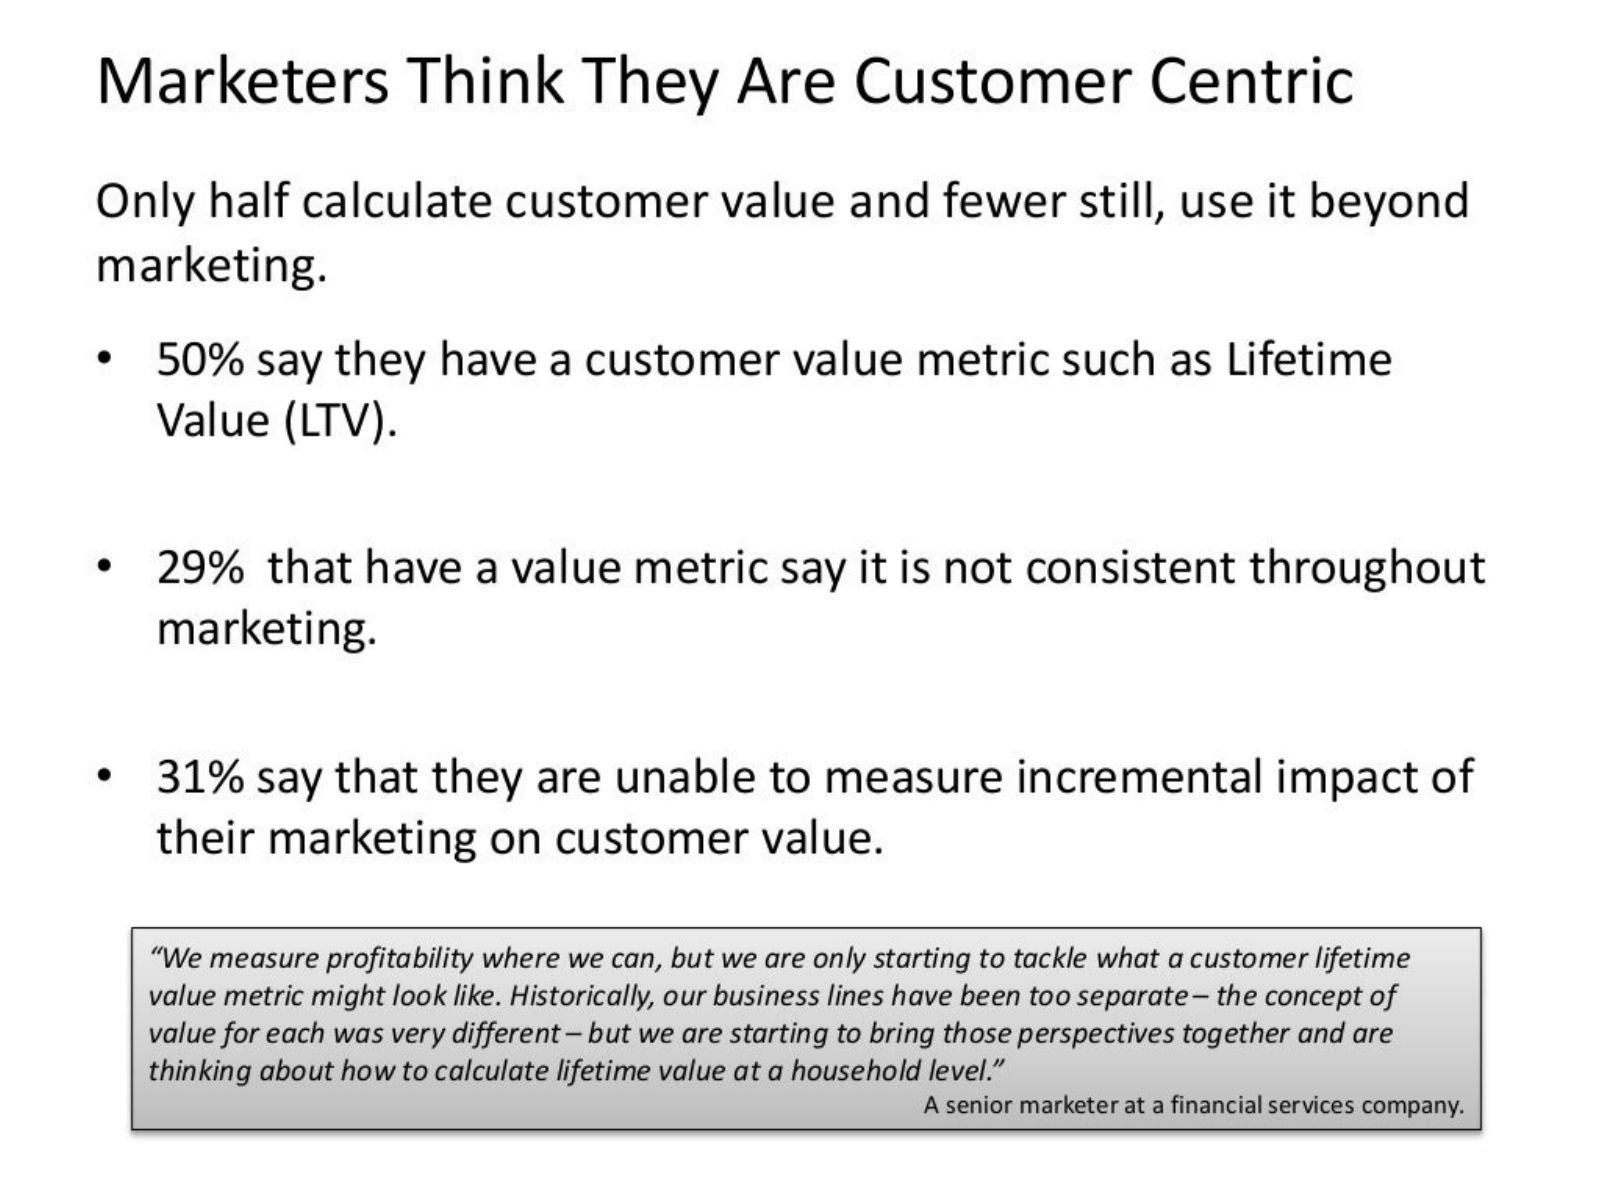 Marketers Think They Are Customer Centric
Only half calculate customer value and fewer still, use it beyond
marketing.
• 50% say they have a customer value metric such as Lifetime
Value (LTV).
• 29%  that have a value metric say it is not consistent throughout
marketing.
• 31% say that they are unable to measure incremental impact of
their marketing on customer value.
“We measure profitability where we can, but we are only starting to tackle what a customer lifetime
value metric might look like. Historically, our business lines have been too separate – the concept of
value for each was very different – but we are starting to bring those perspectives together and are
thinking about how to calculate lifetime value at a household level.”
A senior marketer at a financial services company.